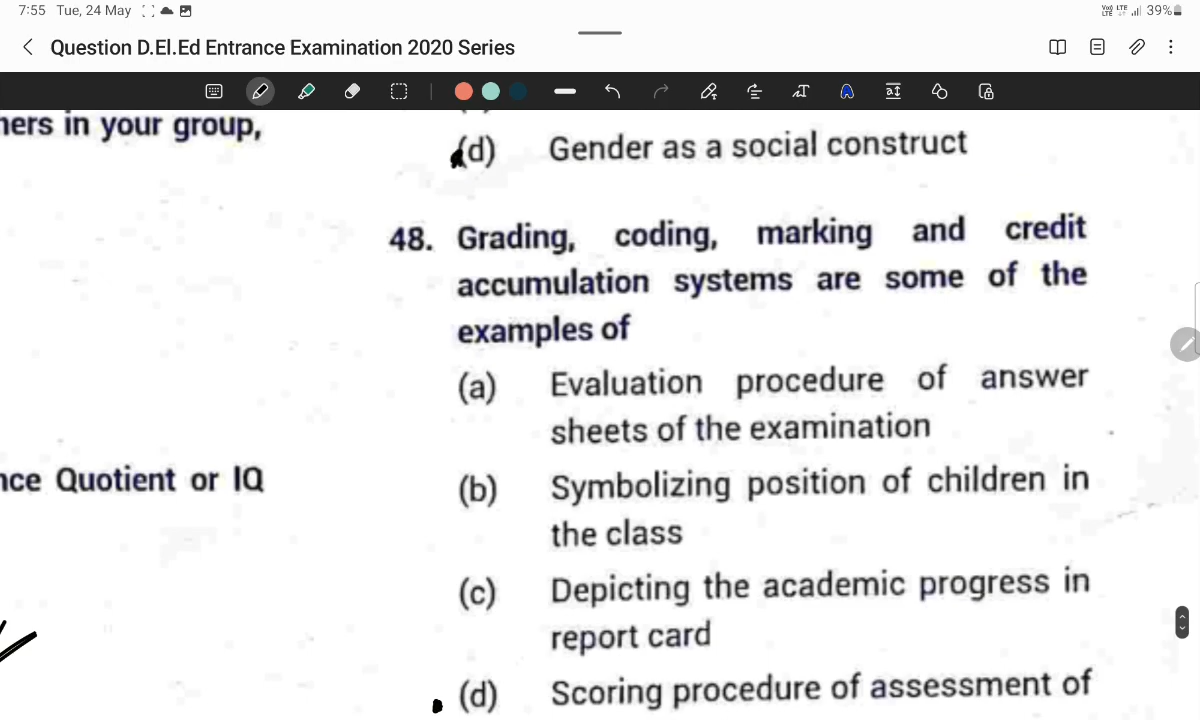 7:55 Tue, 24 May
39%
Question D.El.Ed Entrance Examination 2020 Series
ners in your group,
(d) Gender as a social construct
48. Grading, coding, marking and credit
accumulation systems are some of the
examples of
(a) Evaluation procedure of answer
sheets of the examination
nce Quotient or IQ
(b) Symbolizing position of children in
the class
(c) Depicting the academic progress in
report card
(d) Scoring procedure of assessment of